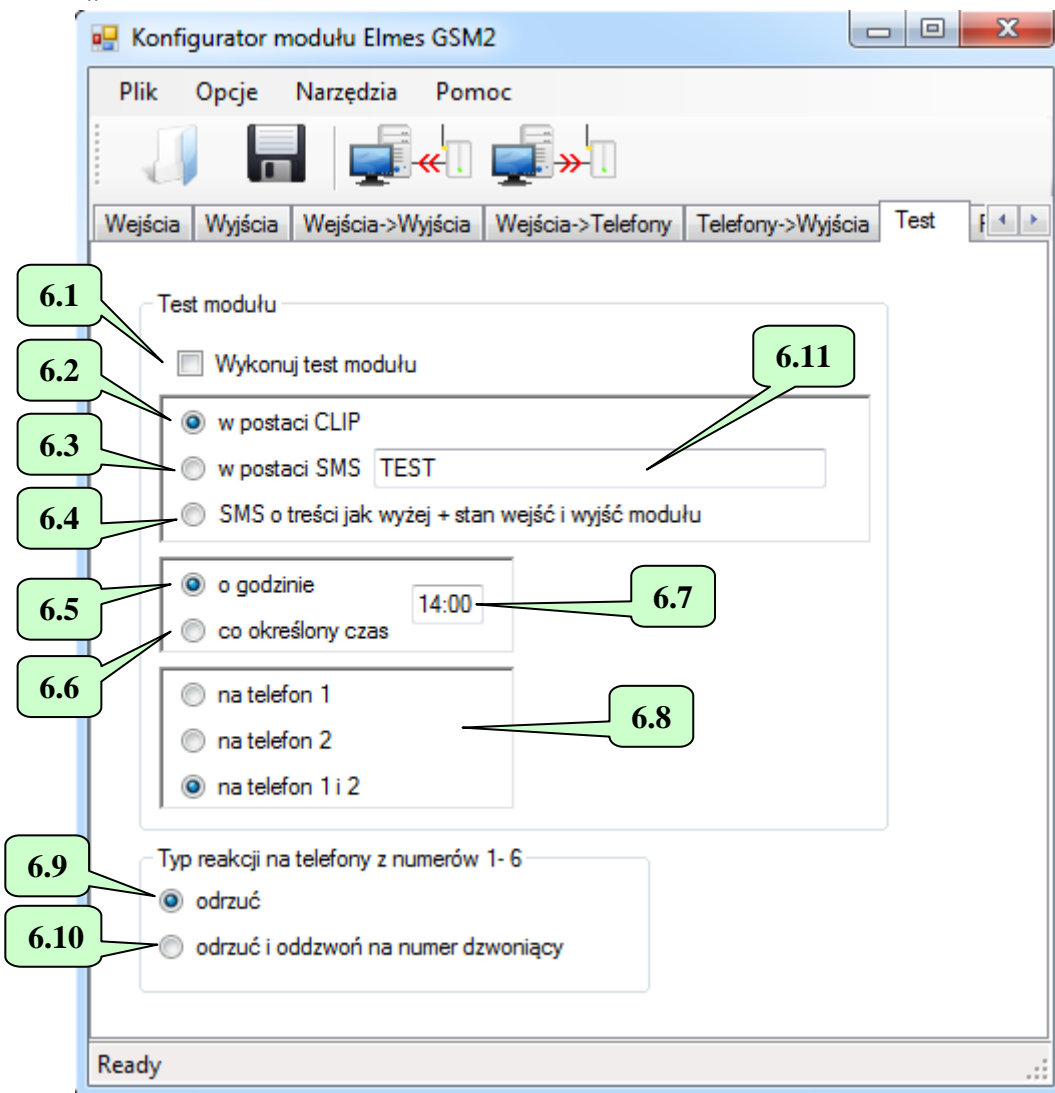 Konfigurator modułu Elmes GSM2
Plik Opcje Narzędzia Pomoc
Wejścia Wyjścia Wejścia->Wyjścia Wejścia->Telefony Telefony->Wyjścia Test
6.1
Test modułu
Wykonuj test modułu
6.11
6.2
w postaci CLIP
6.3
w postaci SMS TEST
6.4
SMS o treści jak wyżej + stan wejść i wyjść modułu
6.5
o godzinie
14:00
6.7
co określony czas
6.6
na telefon 1
6.8
na telefon 2
na telefon 1 i 2
Typ reakcji na telefony z numerów 1- 6
6.9
odrzuć
6.10
odrzuć i oddzwoń na numer dzwoniący
Ready